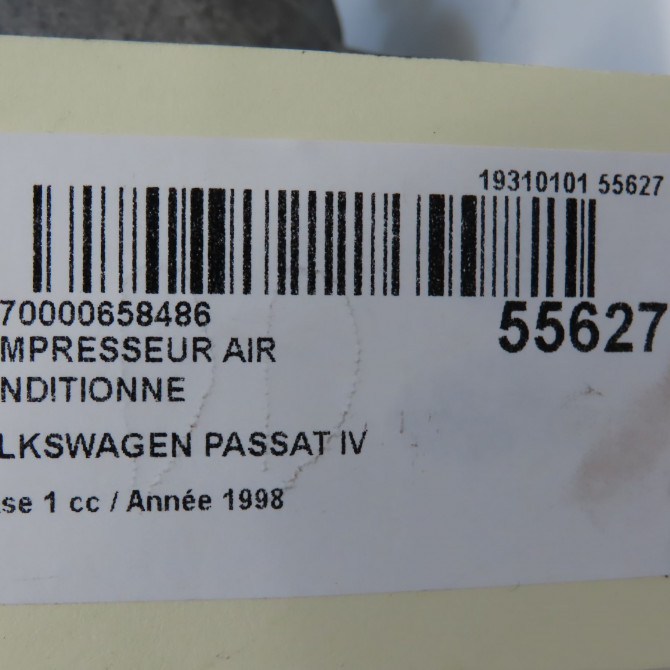 19310101 55627
70000658486
55627
MPRESSEUR AIR
NDITIONNE
LKSWAGEN PASSAT IV
se 1 cc / Année 1998